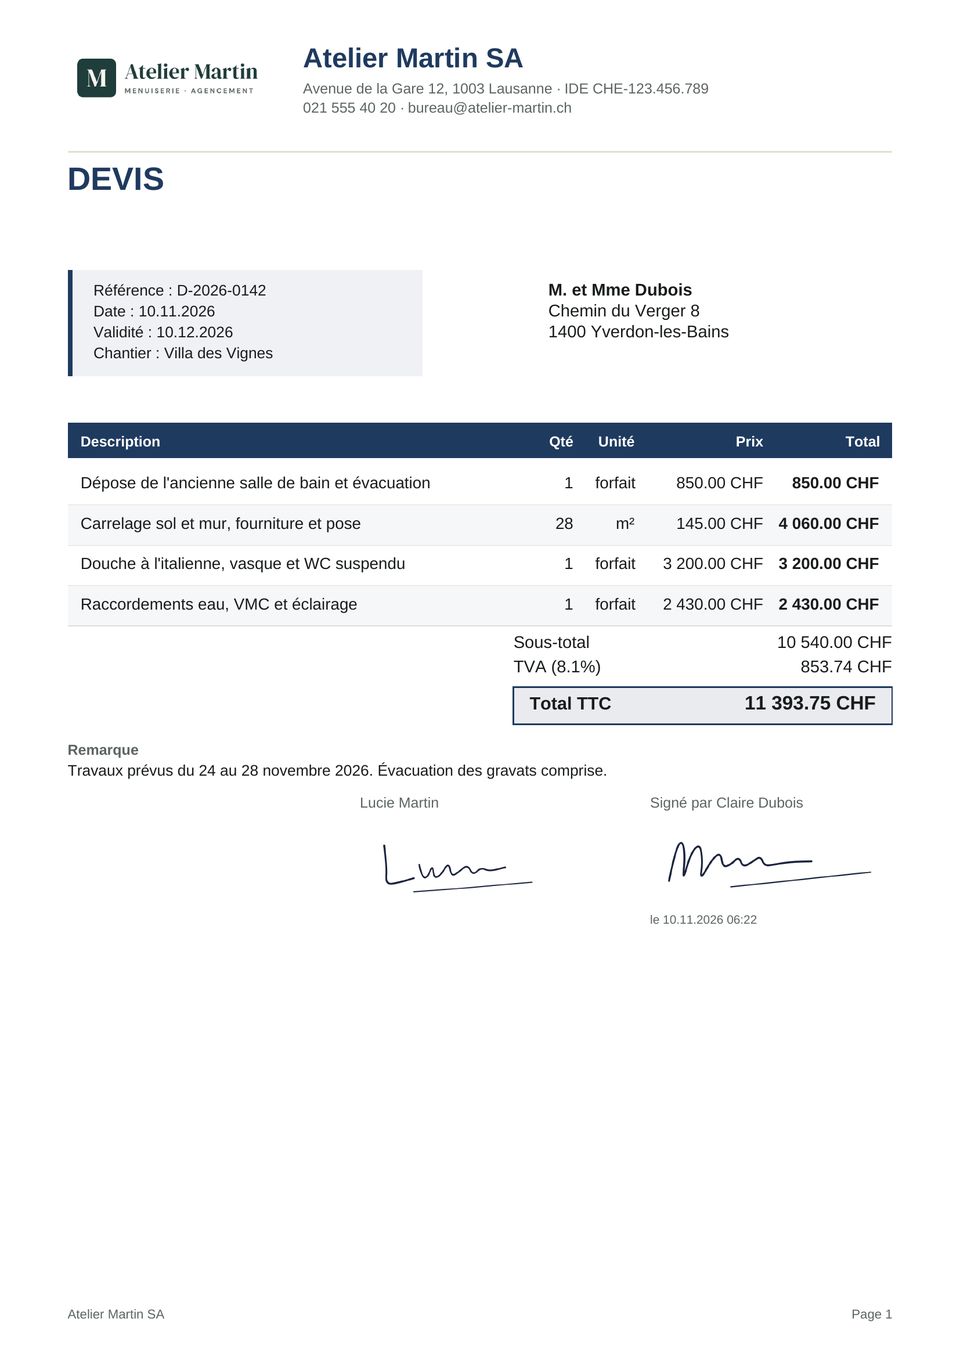 M Atelier Martin
MENUISERIE · AGENCEMENT
Atelier Martin SA
Avenue de la Gare 12, 1003 Lausanne · IDE CHE-123.456.789
021 555 40 20 · bureau@atelier-martin.ch
DEVIS
Référence : D-2026-0142
Date : 10.11.2026
Validité : 10.12.2026
Chantier : Villa des Vignes
M. et Mme Dubois
Chemin du Verger 8
1400 Yverdon-les-Bains
Description Qté Unité Prix Total
Dépose de l'ancienne salle de bain et évacuation 1 forfait 850.00 CHF 850.00 CHF
Carrelage sol et mur, fourniture et pose 28 m² 145.00 CHF 4 060.00 CHF
Douche à l'italienne, vasque et WC suspendu 1 forfait 3 200.00 CHF 3 200.00 CHF
Raccordements eau, VMC et éclairage 1 forfait 2 430.00 CHF 2 430.00 CHF
Sous-total 10 540.00 CHF
TVA (8.1%) 853.74 CHF
Total TTC 11 393.75 CHF
Remarque
Travaux prévus du 24 au 28 novembre 2026. Évacuation des gravats comprise.
Lucie Martin Signé par Claire Dubois
le 10.11.2026 06:22
Atelier Martin SA Page 1